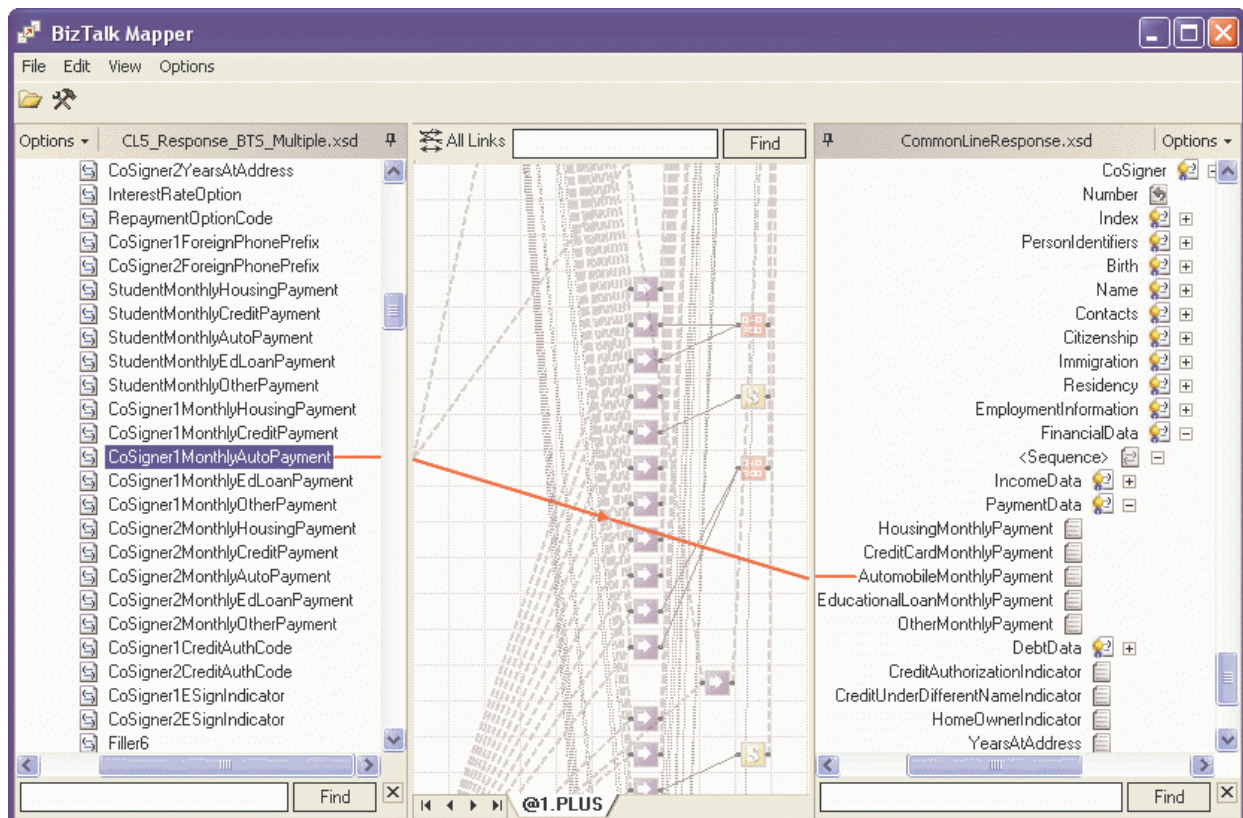 BizTalk Mapper
File Edit View Options
Options CL5_Response_BTS_Multiple.xsd
CoSigner2YearsAtAddress
InterestRateOption
RepaymentOptionCode
CoSigner1ForeignPhonePrefix
CoSigner2ForeignPhonePrefix
StudentMonthlyHousingPayment
StudentMonthlyCreditPayment
StudentMonthlyAutoPayment
StudentMonthlyEdLoanPayment
StudentMonthlyOtherPayment
CoSigner1MonthlyHousingPayment
CoSigner1MonthlyCreditPayment
CoSigner1MonthlyAutoPayment
CoSigner1MonthlyEdLoanPayment
CoSigner1MonthlyOtherPayment
CoSigner2MonthlyHousingPayment
CoSigner2MonthlyCreditPayment
CoSigner2MonthlyAutoPayment
CoSigner2MonthlyEdLoanPayment
CoSigner2MonthlyOtherPayment
CoSigner1CreditAuthCode
CoSigner2CreditAuthCode
CoSigner1ESignIndicator
CoSigner2ESignIndicator
Filler6
Find
All Links Find
@1.PLUS
CommonLineResponse.xsd Options
CoSigner
Number
Index
PersonIdentifiers
Birth
Name
Contacts
Citizenship
Immigration
Residency
EmploymentInformation
FinancialData
<Sequence>
IncomeData
PaymentData
HousingMonthlyPayment
CreditCardMonthlyPayment
AutomobileMonthlyPayment
EducationalLoanMonthlyPayment
OtherMonthlyPayment
DebtData
CreditAuthorizationIndicator
CreditUnderDifferentNameIndicator
HomeOwnerIndicator
YearsAtAddress
Find